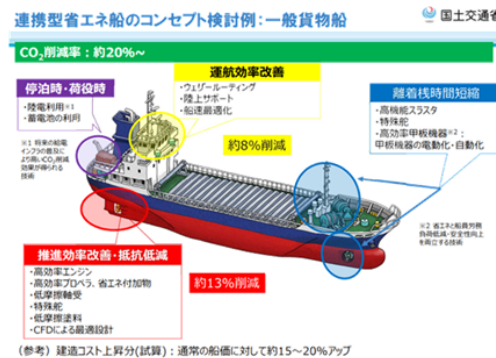 連携型省エネ船のコンセプト検討例：一般貨物船
国土交通省
CO₂削減率：約20%~
停泊時・荷役時
・陸電利用※1
・蓄電池の利用
※1 将来の給電
インフラの普及に
より高いCO₂削減
効果が得られる
技術
運航効率改善
・ウェザールーティング
・陸上サポート
・船速最適化
約8%削減
離着桟時間短縮
・高機能スラスタ
・特殊舵
・高効率甲板機器※2：
甲板機器の電動化・自動化
※2 省エネと船員労務
負荷低減・安全性向上
を両立する技術
推進効率改善・抵抗低減
・高効率エンジン
・高効率プロペラ、省エネ付加物
・低摩擦軸受
・特殊舵
・低摩擦塗料
・CFDによる最適設計
約13%削減
（参考）建造コスト上昇分(試算)：通常の船価に対して約15～20%アップ